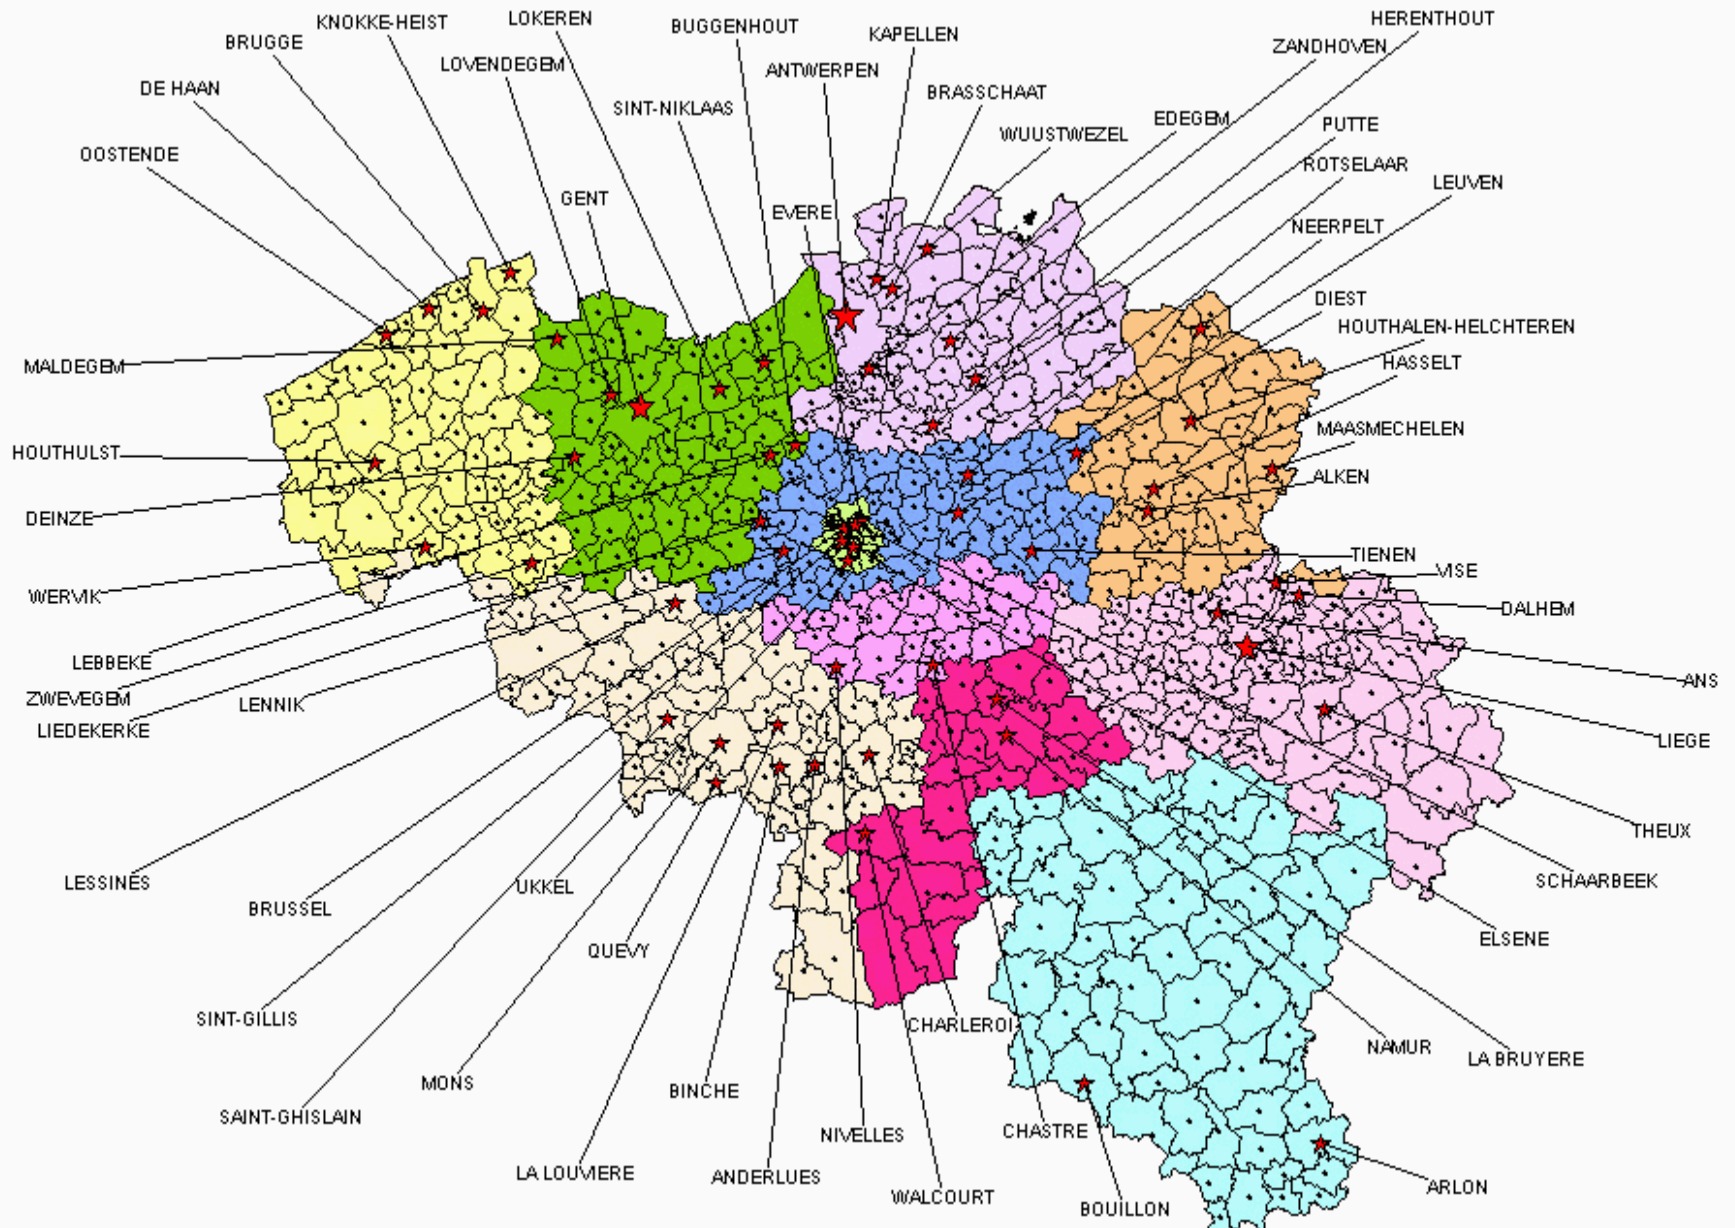 KNOKKE-HEIST
LOKEREN
BUGGENHOUT
KAPELLEN
HERENTHOUT
BRUGGE
LOVENDEGEM
ANTWERPEN
ZANDHOVEN
DE HAAN
SINT-NIKLAAS
BRASSCHAAT
EDEGEM
PUTTE
WUUSTWEZEL
OOSTENDE
ROTSELAAR
LEUVEN
GENT
EVERE
NEERPELT
DIEST
HOUTHALEN-HELCHTEREN
MALDEGEM
HASSELT
MAASMECHELEN
HOUTHULST
ALKEN
DEINZE
TIENEN
VISE
WERVIK
DALHEM
LEBBEKE
ANS
ZWEVEGEM
LENNIK
LIEDEKERKE
LIEGE
THEUX
LESSINES
UKKEL
SCHAARBEEK
BRUSSEL
ELSENE
QUEVY
SINT-GILLIS
CHARLEROI
NAMUR
LA BRUYERE
MONS
BINCHE
SAINT-GHISLAIN
NIVELLES
CHASTRE
LA LOUVIERE
ANDERLUES
WALCOURT
ARLON
BOUILLON